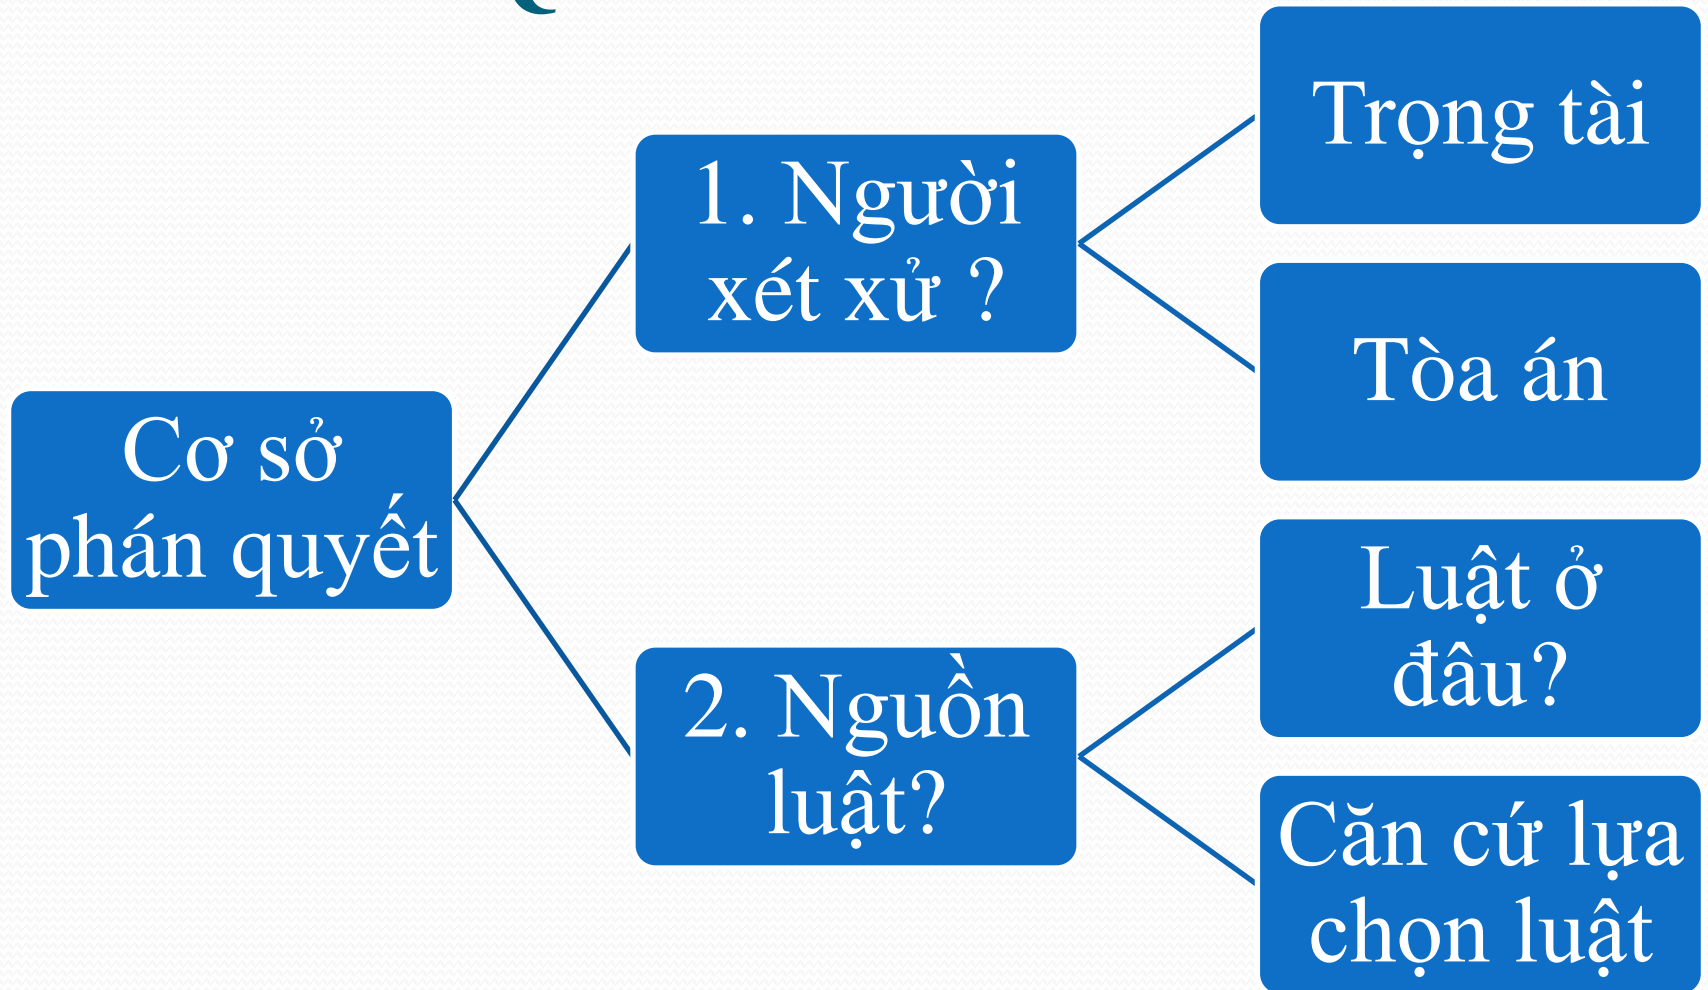 Cơ sở
phán quyết
1. Người
xét xử ?
Trọng tài
Tòa án
2. Nguồn
luật?
Luật ở
đâu?
Căn cứ lựa
chọn luật